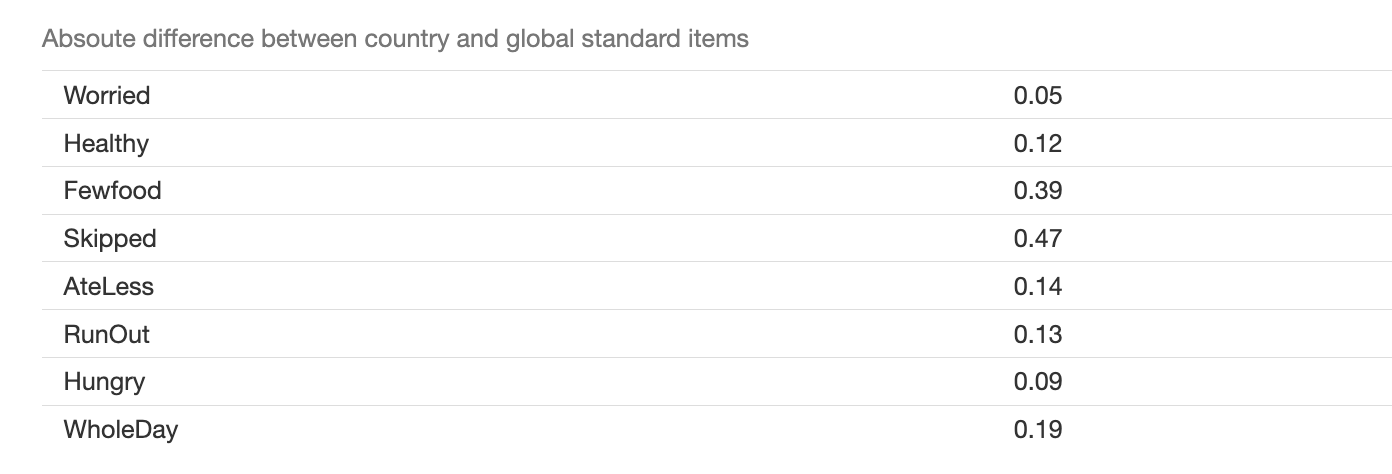 Absoute difference between country and global standard items
Worried 0.05
Healthy 0.12
Fewfood 0.39
Skipped 0.47
AteLess 0.14
RunOut 0.13
Hungry 0.09
WholeDay 0.19